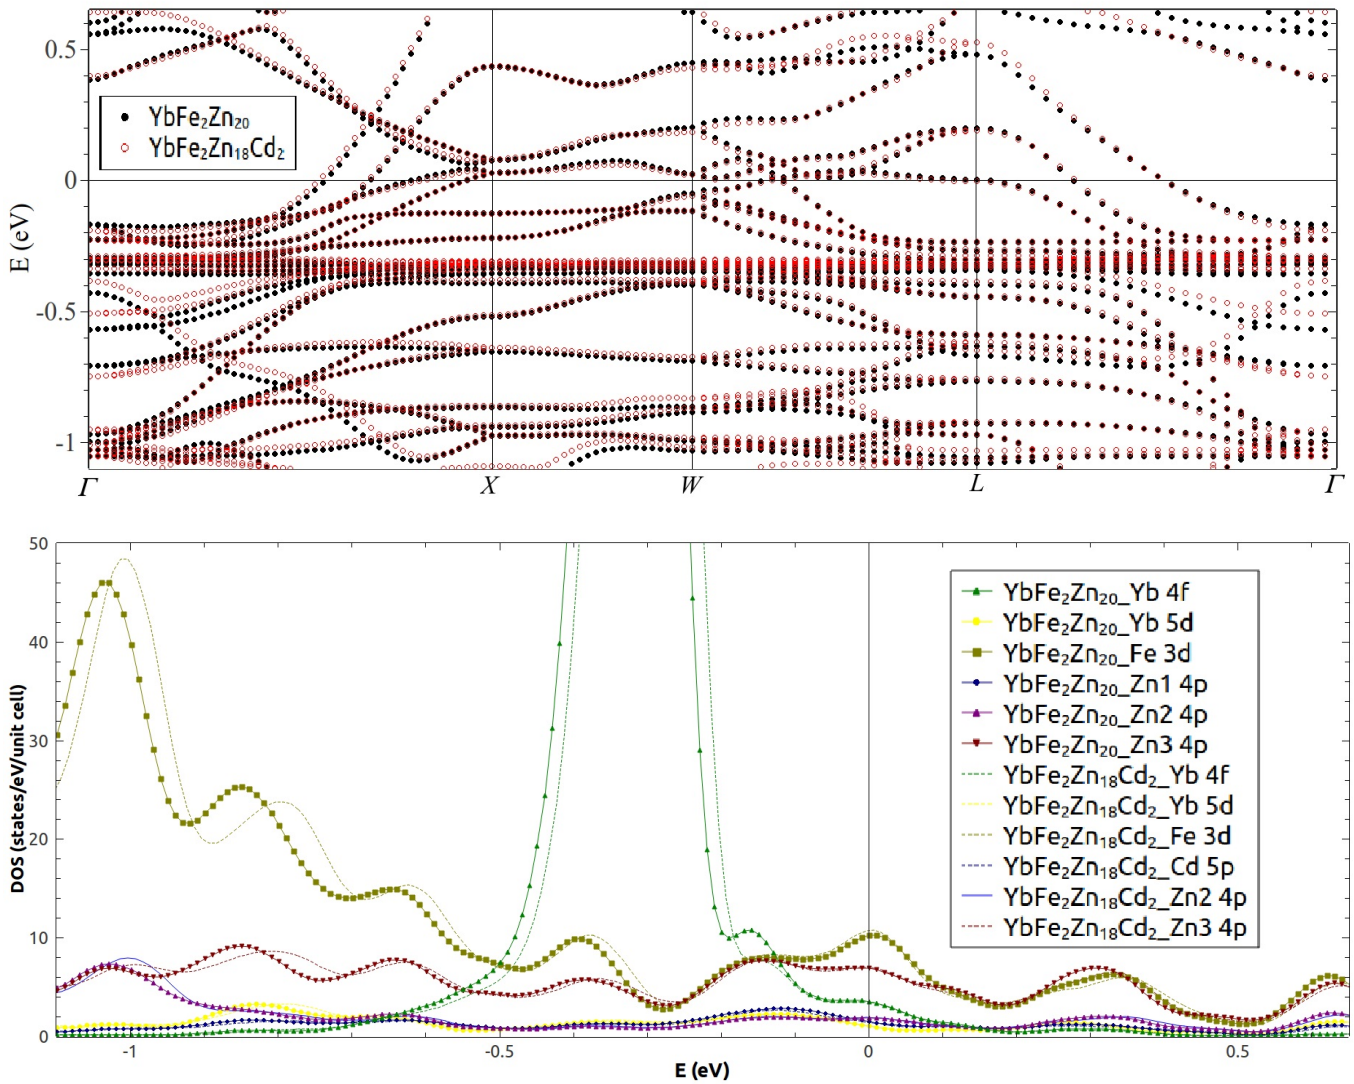 0.5
YbFe₂Zn₂₀
YbFe₂Zn₁₈Cd₂
0
E (eV)
-0.5
-1
Γ X W L Γ
50
YbFe₂Zn₂₀_Yb 4f
YbFe₂Zn₂₀_Yb 5d
40
YbFe₂Zn₂₀_Fe 3d
YbFe₂Zn₂₀_Zn1 4p
YbFe₂Zn₂₀_Zn2 4p
30
YbFe₂Zn₂₀_Zn3 4p
YbFe₂Zn₁₈Cd₂_Yb 4f
YbFe₂Zn₁₈Cd₂_Yb 5d
DOS (states/eV/unit cell)
20
YbFe₂Zn₁₈Cd₂_Fe 3d
YbFe₂Zn₁₈Cd₂_Cd 5p
YbFe₂Zn₁₈Cd₂_Zn2 4p
YbFe₂Zn₁₈Cd₂_Zn3 4p
10
0
-1 -0.5 0 0.5
E (eV)